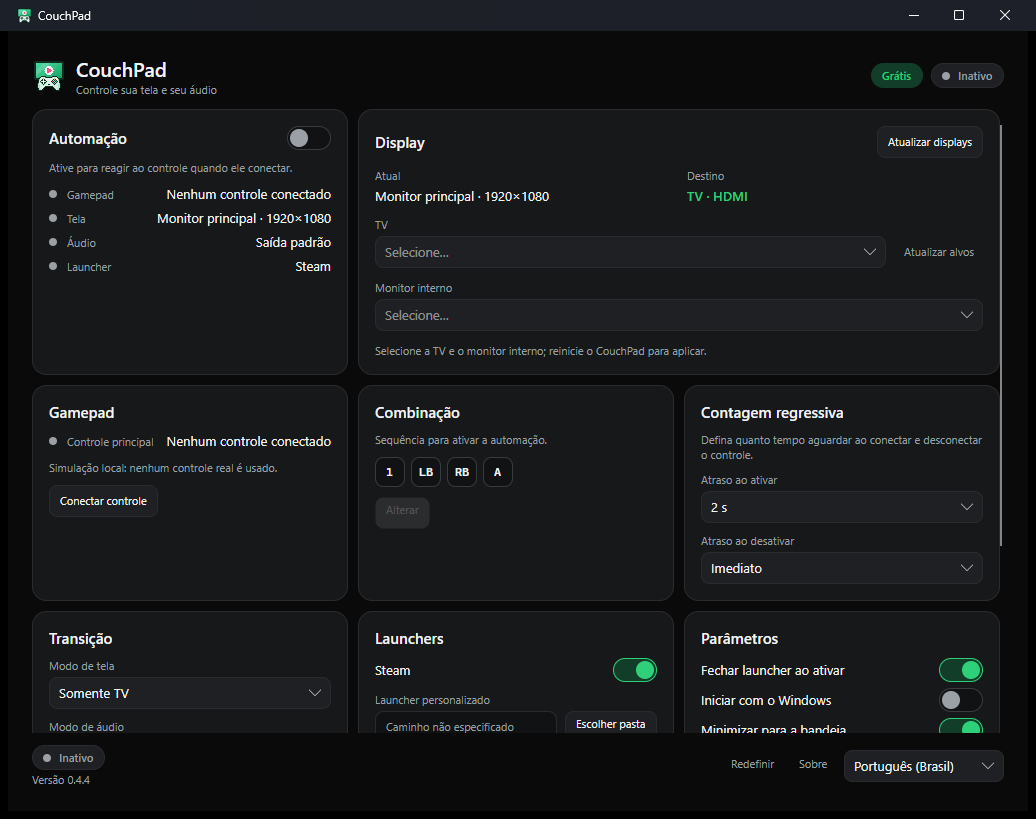 CouchPad
CouchPad
Controle sua tela e seu áudio
Grátis
Inativo
Automação
Ative para reagir ao controle quando ele conectar.
Gamepad Nenhum controle conectado
Tela Monitor principal · 1920×1080
Áudio Saída padrão
Launcher Steam
Display
Atualizar displays
Atual
Monitor principal · 1920×1080
Destino
TV · HDMI
TV
Selecione...
Atualizar alvos
Monitor interno
Selecione...
Selecione a TV e o monitor interno; reinicie o CouchPad para aplicar.
Gamepad
Controle principal Nenhum controle conectado
Simulação local: nenhum controle real é usado.
Conectar controle
Combinação
Sequência para ativar a automação.
1 LB RB A
Alterar
Contagem regressiva
Defina quanto tempo aguardar ao conectar e desconectar
o controle.
Atraso ao ativar
2 s
Atraso ao desativar
Imediato
Transição
Modo de tela
Somente TV
Modo de áudio
Launchers
Steam
Launcher personalizado
Caminho não especificado
Escolher pasta
Parâmetros
Fechar launcher ao ativar
Iniciar com o Windows
Minimizar para a bandeja
Inativo
Versão 0.4.4
Redefinir
Sobre
Português (Brasil)